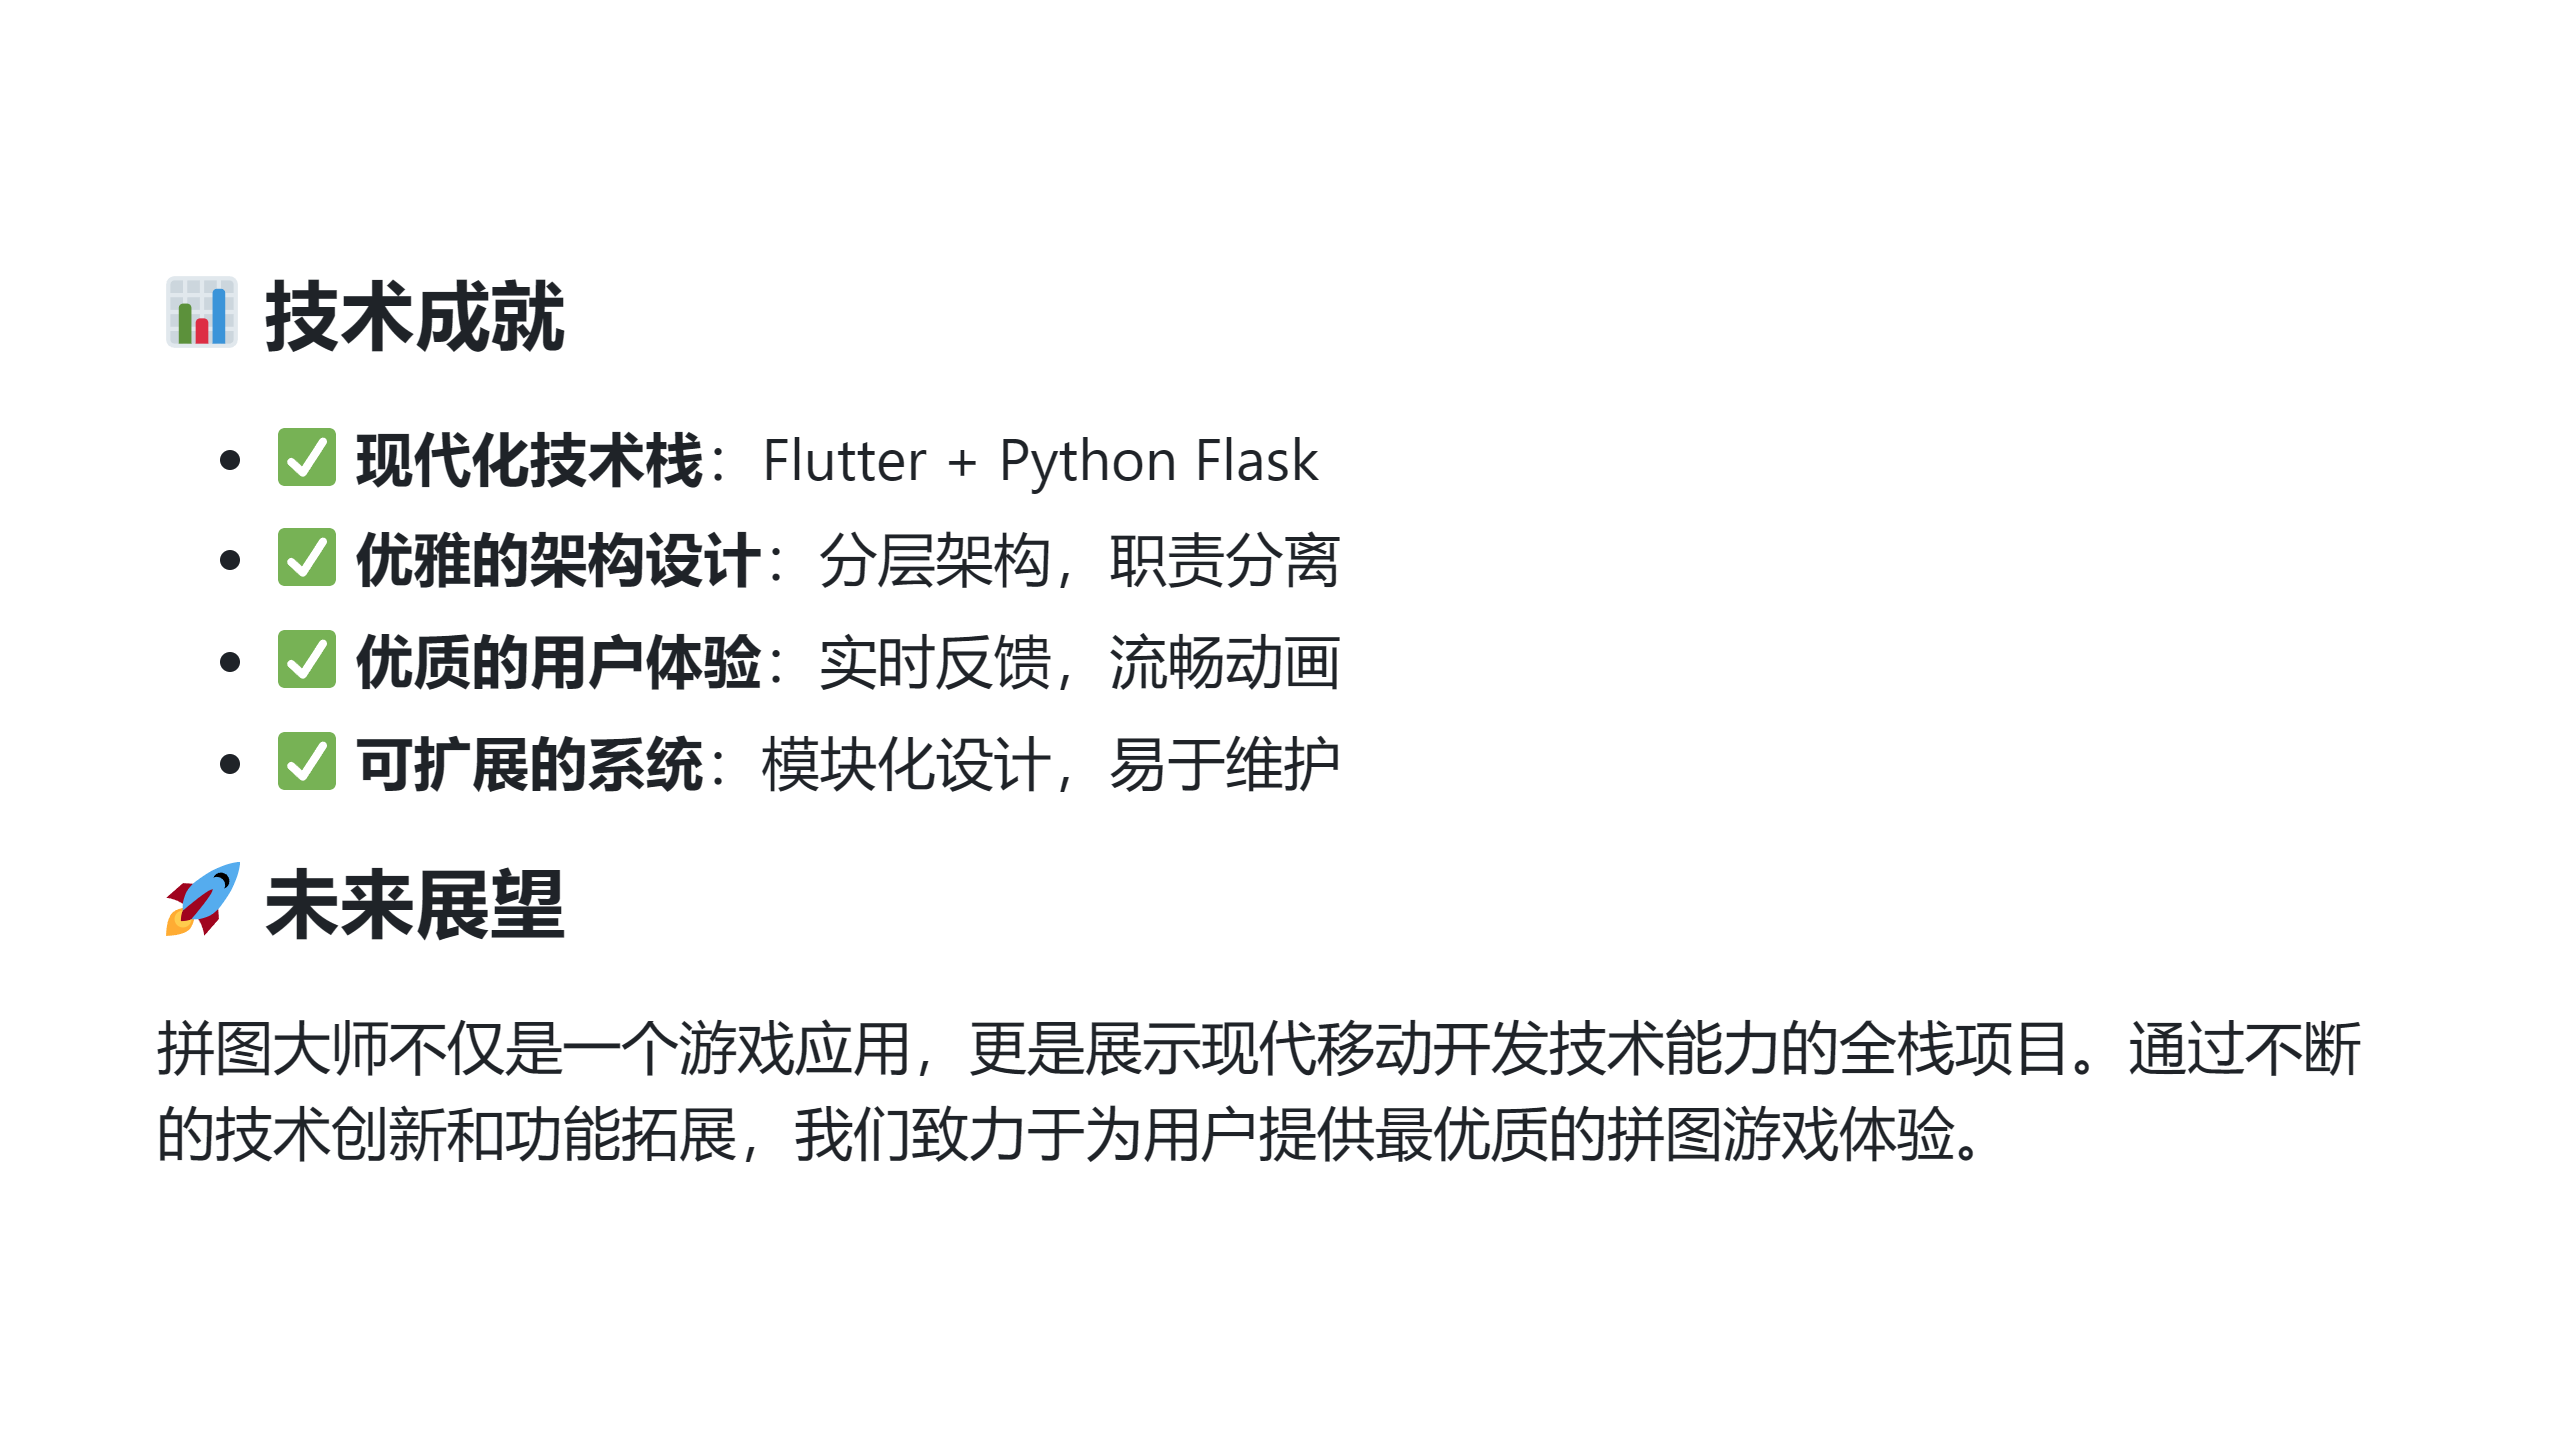 📊 技术成就
• ✅ 现代化技术栈：Flutter + Python Flask
• ✅ 优雅的架构设计：分层架构，职责分离
• ✅ 优质的用户体验：实时反馈，流畅动画
• ✅ 可扩展的系统：模块化设计，易于维护
🚀 未来展望
拼图大师不仅是一个游戏应用，更是展示现代移动开发技术能力的全栈项目。通过不断
的技术创新和功能拓展，我们致力于为用户提供最优质的拼图游戏体验。